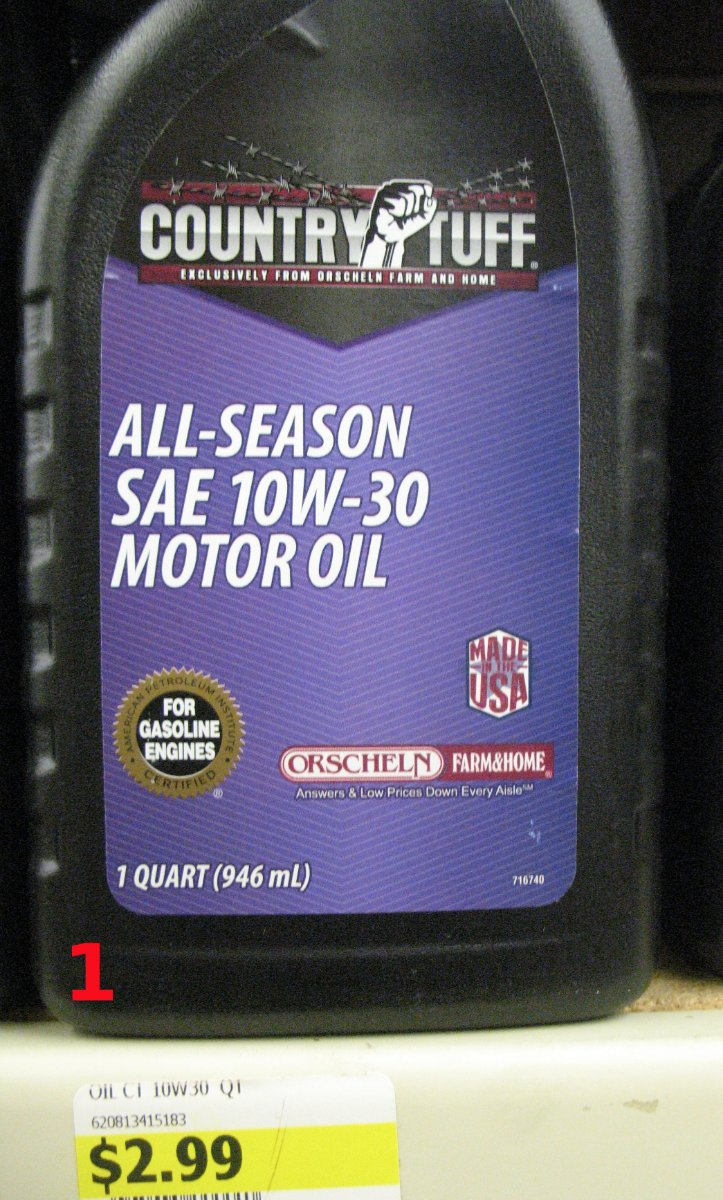 COUNTRY TUFF®
EXCLUSIVELY FROM ORSCHELN FARM AND HOME
ALL-SEASON
SAE 10W-30
MOTOR OIL
MADE
IN THE
USA
AMERICAN PETROLEUM INSTITUTE
FOR
GASOLINE
ENGINES
CERTIFIED
®
ORSCHELN FARM&HOME®
Answers & Low Prices Down Every Aisle℠
1 QUART (946 mL)
716740
1
OIL CT 10W30 QT
620813415183
$2.99